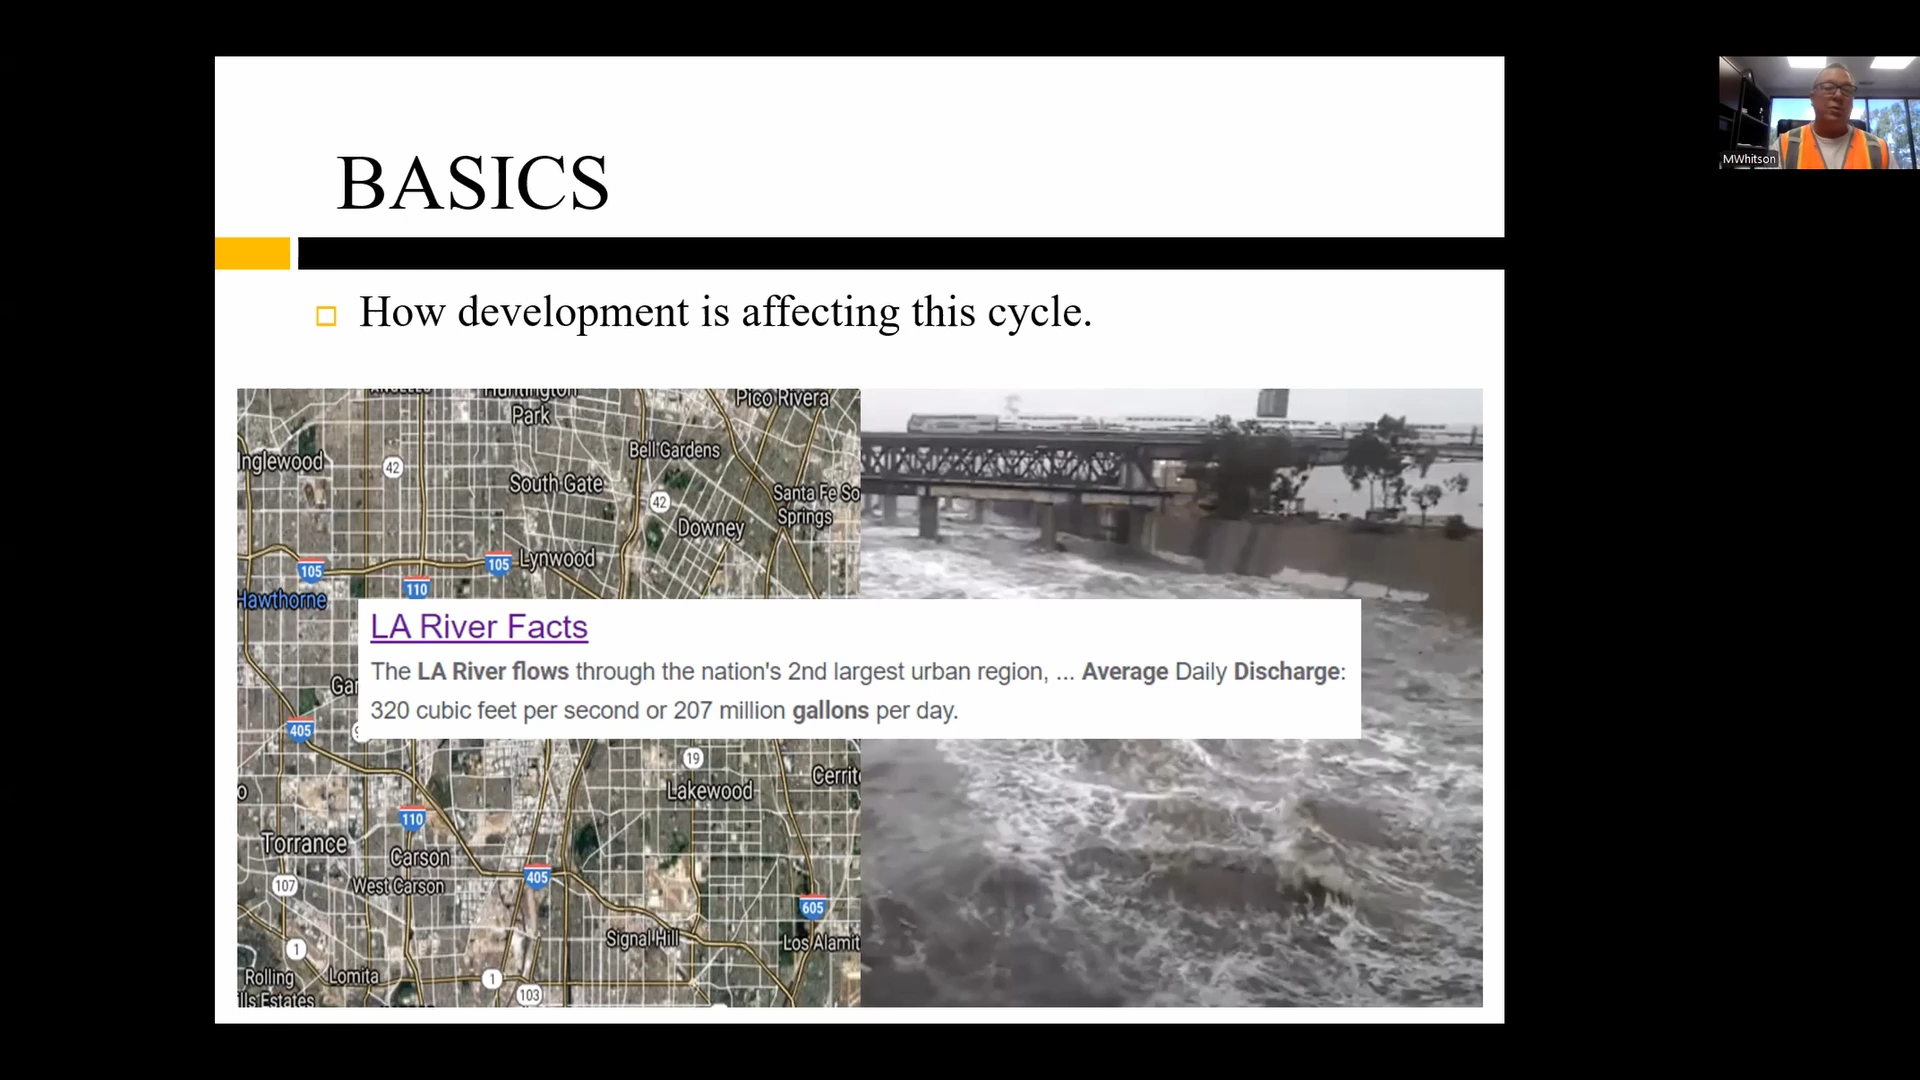 BASICS
MWhitson
How development is affecting this cycle.
Huntington
Park
Pico Rivera
Inglewood
42
Bell Gardens
South Gate
42
Santa Fe
Springs
Downey
Lynwood
105
105
110
Hawthorne
LA River Facts
The LA River flows through the nation's 2nd largest urban region, ... Average Daily Discharge:
320 cubic feet per second or 207 million gallons per day.
Gar
405
19
Lakewood
Cerrit
110
Torrance
Carson
107
West Carson
405
605
Signal Hill
Los Alamit
1
Rolling
lls Estates
Lomita
1
103